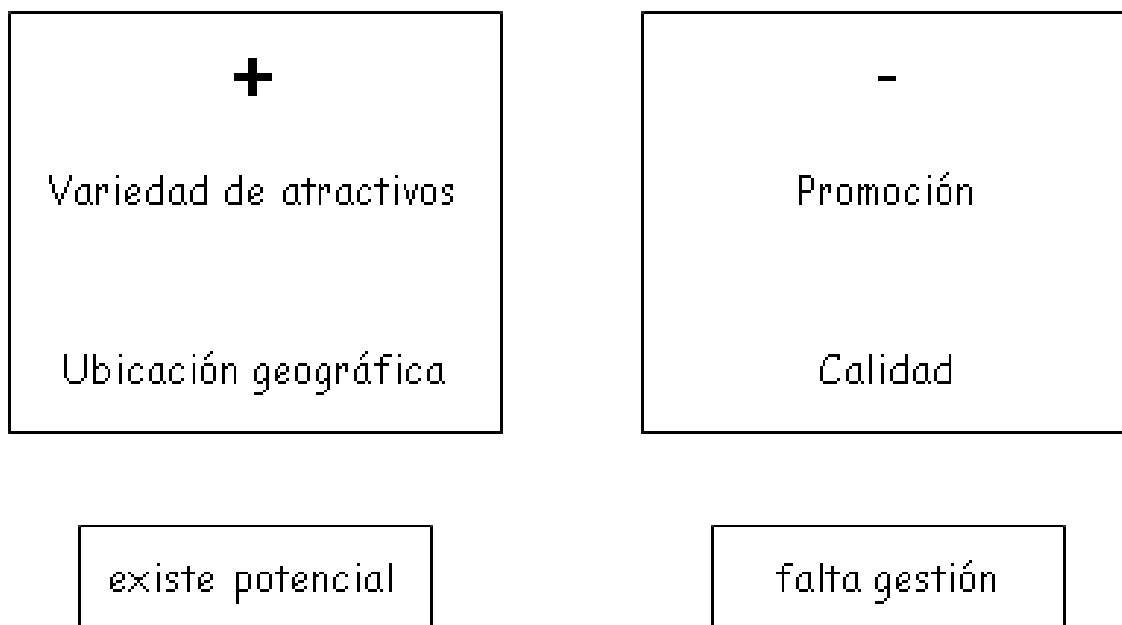 +
Variedad de atractivos
Ubicación geográfica
existe potencial
-
Promoción
Calidad
falta gestión